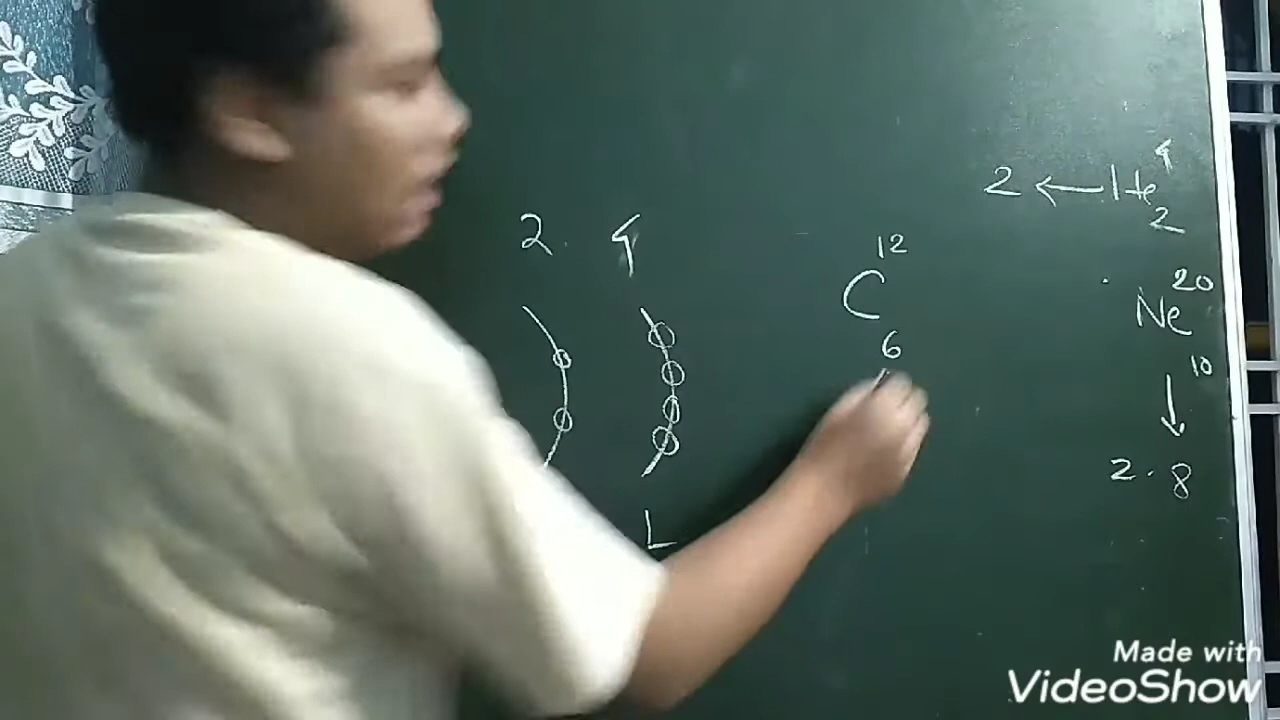 2 . 4
L
12
C
6
4
2 ← He
2
20
Ne
10
↓
2 . 8
Made with
VideoShow